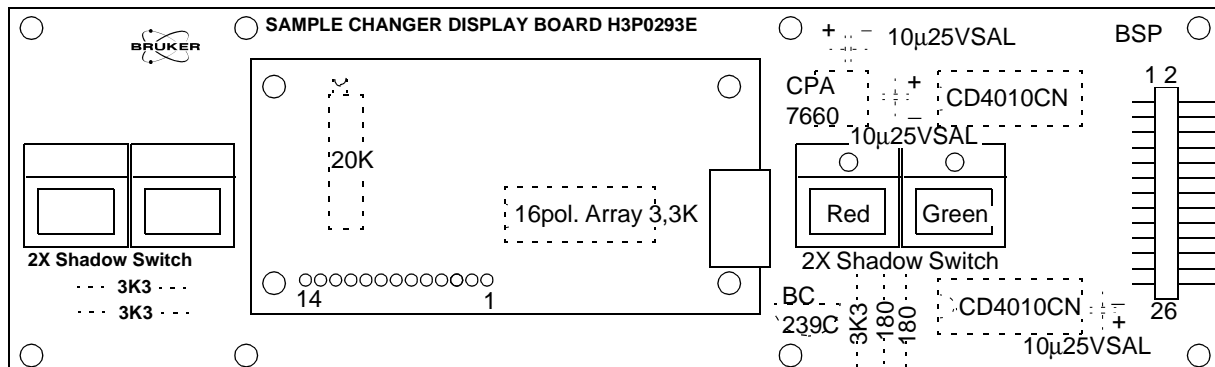 SAMPLE CHANGER DISPLAY BOARD H3P0293E
BRUKER
+ −
10µ25VSAL
BSP
1 2
CPA
7660
+
−
CD4010CN
10µ25VSAL
20K
16pol. Array 3,3K
Red
Green
2X Shadow Switch
2X Shadow Switch
3K3
3K3
14
1
BC
239C
3K3
180
180
CD4010CN
−
+
26
10µ25VSAL